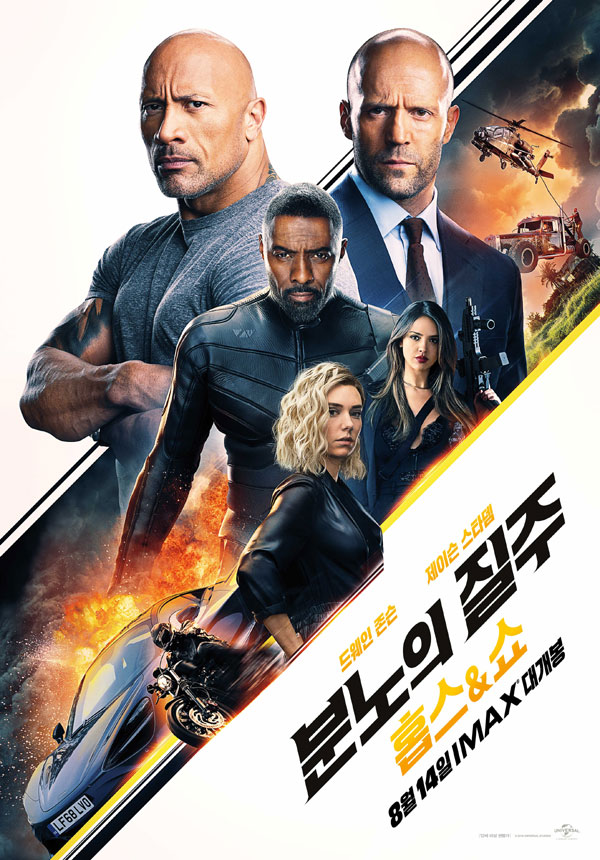 드웨인 존슨 제이슨 스타뎀
분노의 질주
홉스&쇼
8월 14일 IMAX 대개봉
LF68 LVO
UNIVERSAL